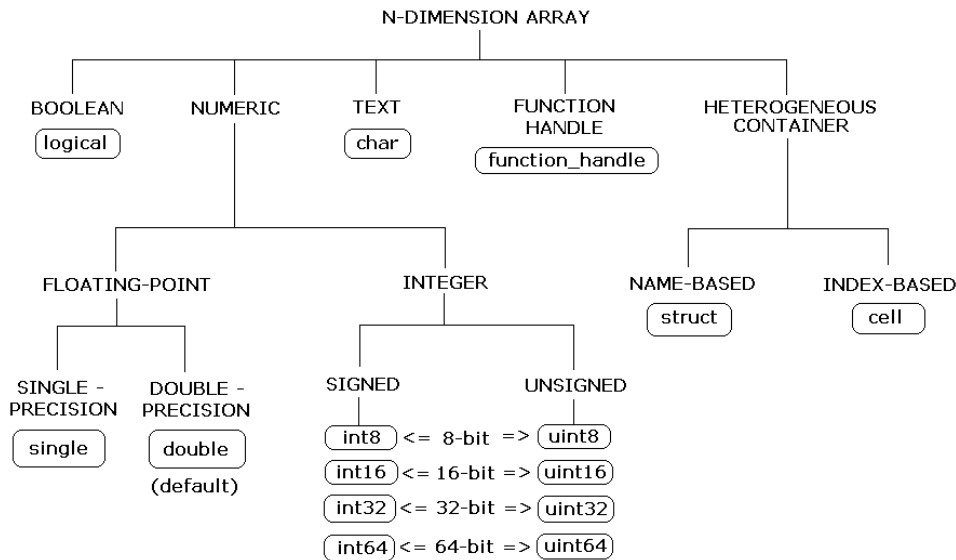 N-DIMENSION ARRAY
BOOLEAN
logical
NUMERIC
TEXT
char
FUNCTION
HANDLE
function_handle
HETEROGENEOUS
CONTAINER
FLOATING-POINT
INTEGER
NAME-BASED
struct
INDEX-BASED
cell
SINGLE -
PRECISION
single
DOUBLE -
PRECISION
double
(default)
SIGNED
UNSIGNED
int8 <= 8-bit => uint8
int16 <= 16-bit => uint16
int32 <= 32-bit => uint32
int64 <= 64-bit => uint64